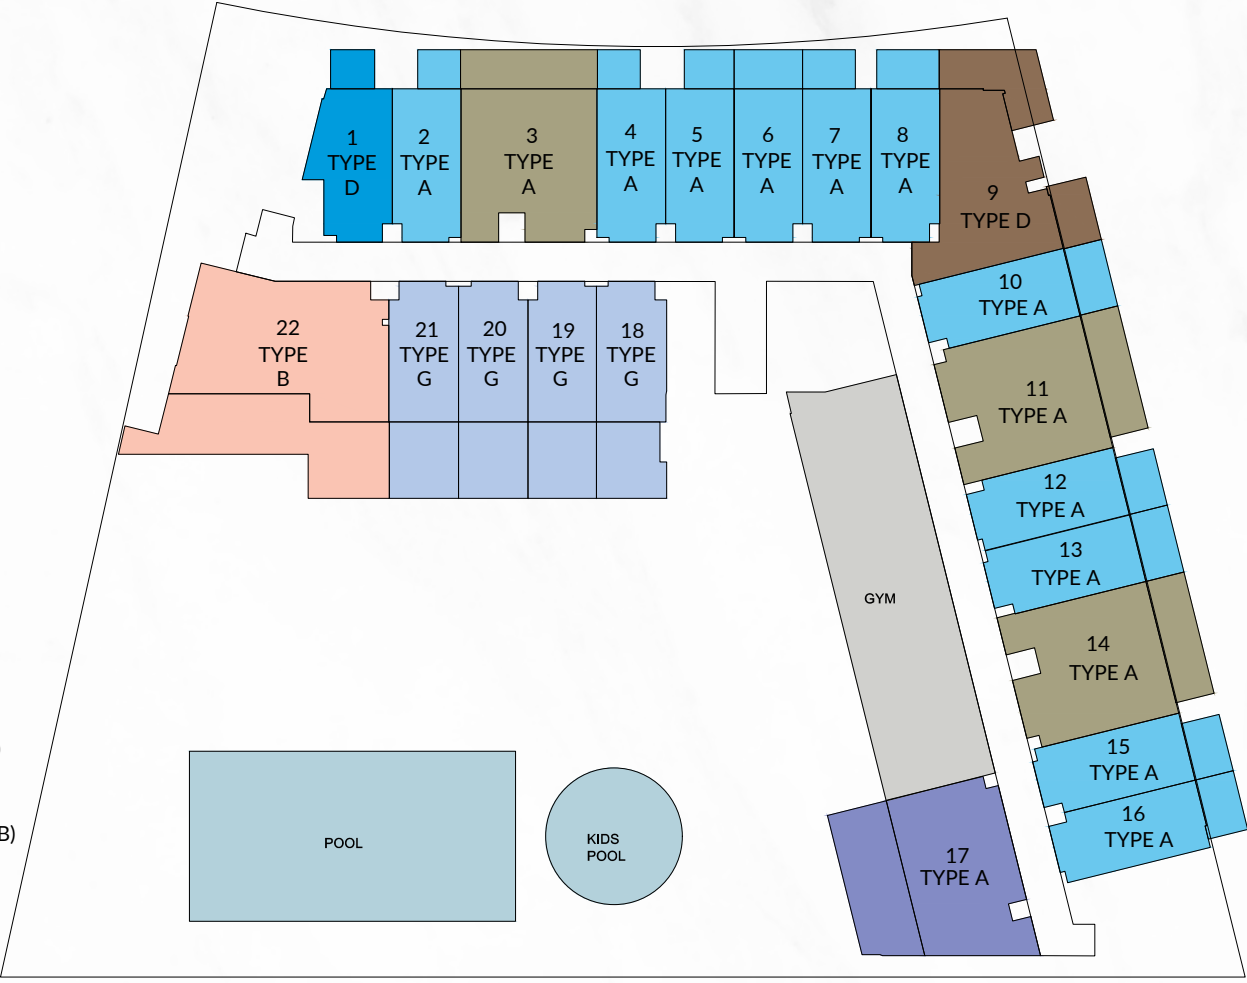 1
TYPE
D
2
TYPE
A
3
TYPE
A
4
TYPE
A
5
TYPE
A
6
TYPE
A
7
TYPE
A
8
TYPE
A
9
TYPE D
10
TYPE A
11
TYPE A
12
TYPE A
13
TYPE A
14
TYPE A
15
TYPE A
16
TYPE A
17
TYPE A
18
TYPE
G
19
TYPE
G
20
TYPE
G
21
TYPE
G
22
TYPE
B
GYM
POOL
KIDS
POOL
B)